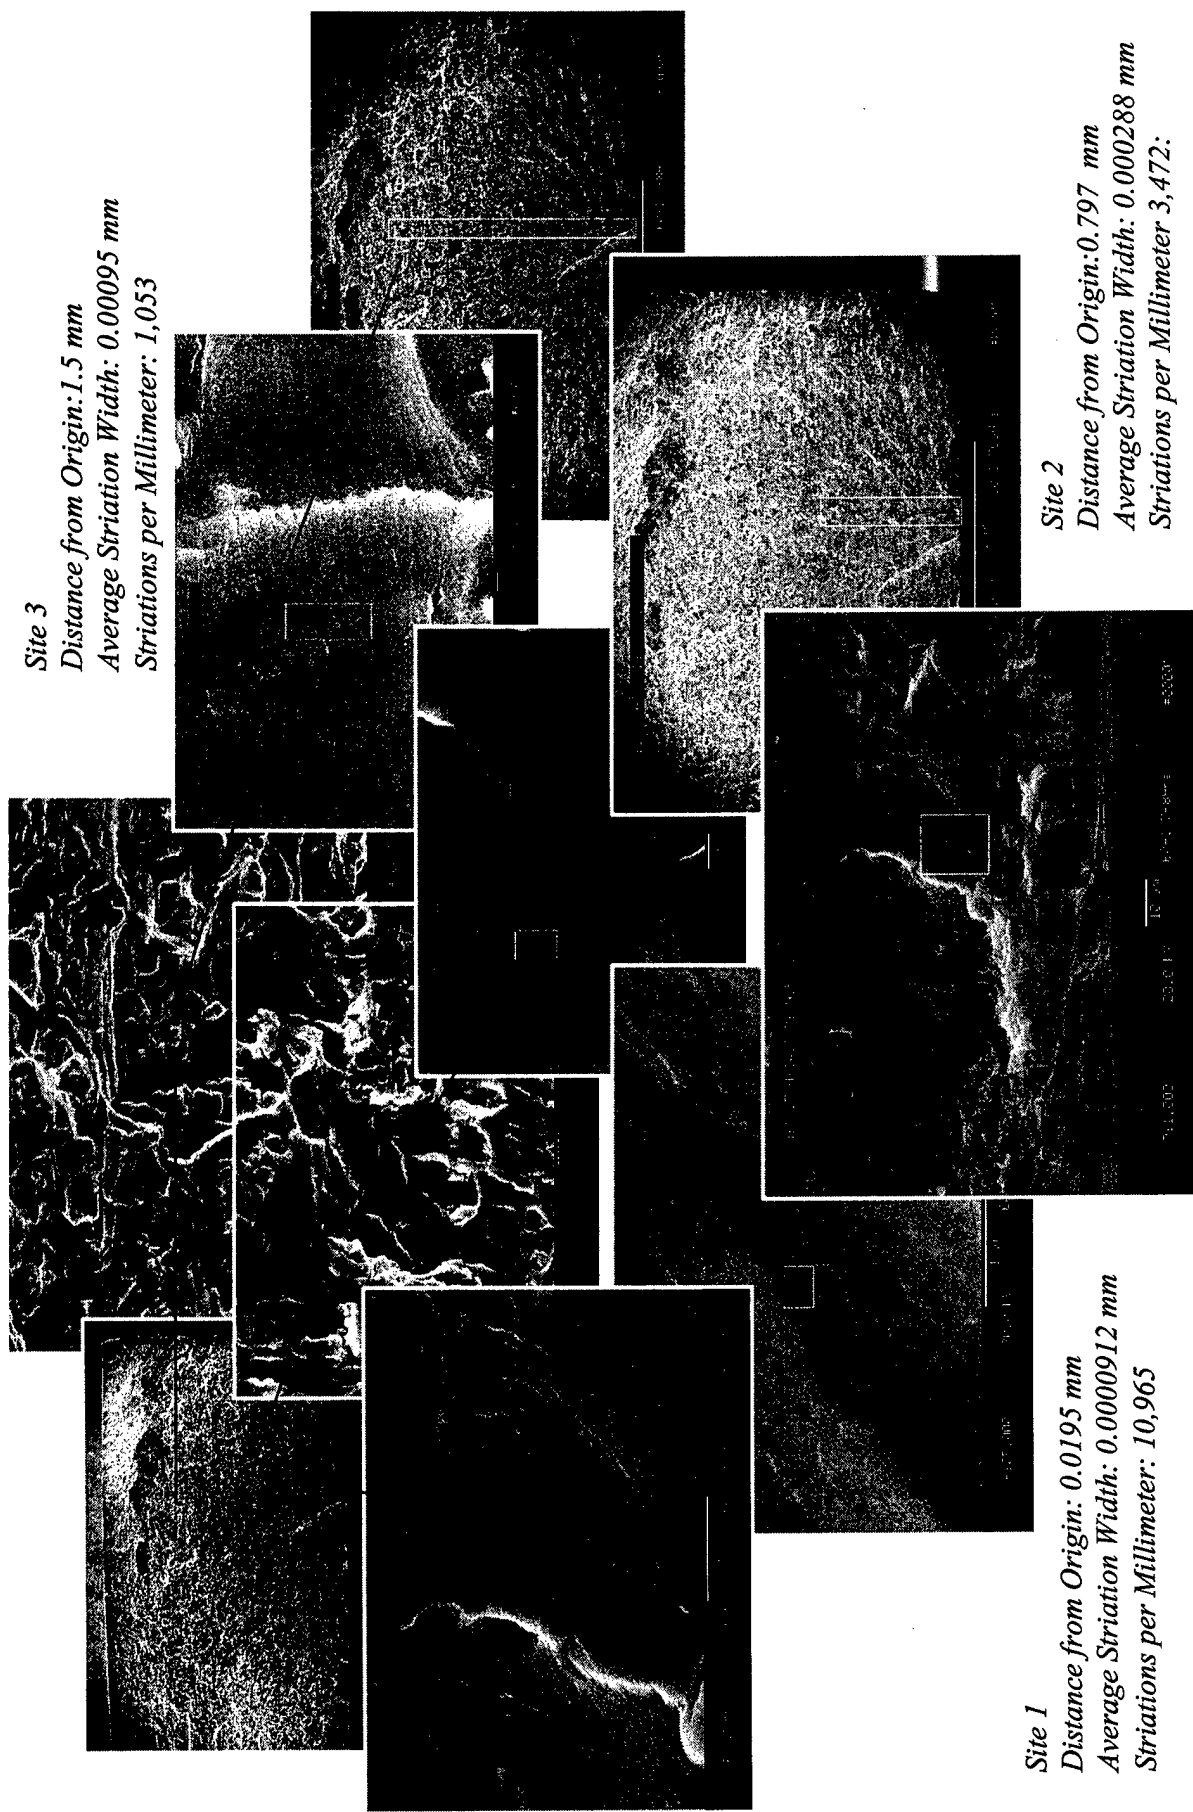 Site 3
Distance from Origin:1.5 mm
Average Striation Width: 0.00095 mm
Striations per Millimeter: 1,053
Site 2
Distance from Origin:0.797 mm
Average Striation Width: 0.000288 mm
Striations per Millimeter 3,472:
Site 1
Distance from Origin: 0.0195 mm
Average Striation Width: 0.0000912 mm
Striations per Millimeter: 10,965